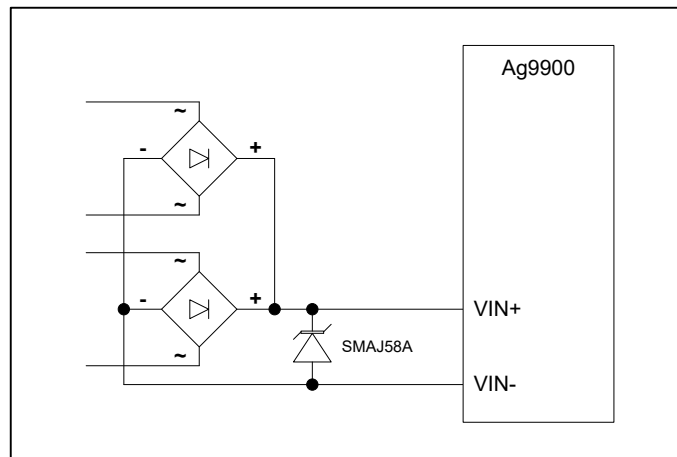 Ag9900
~
- +
~
~
- +
VIN+
SMAJ58A
~
VIN-